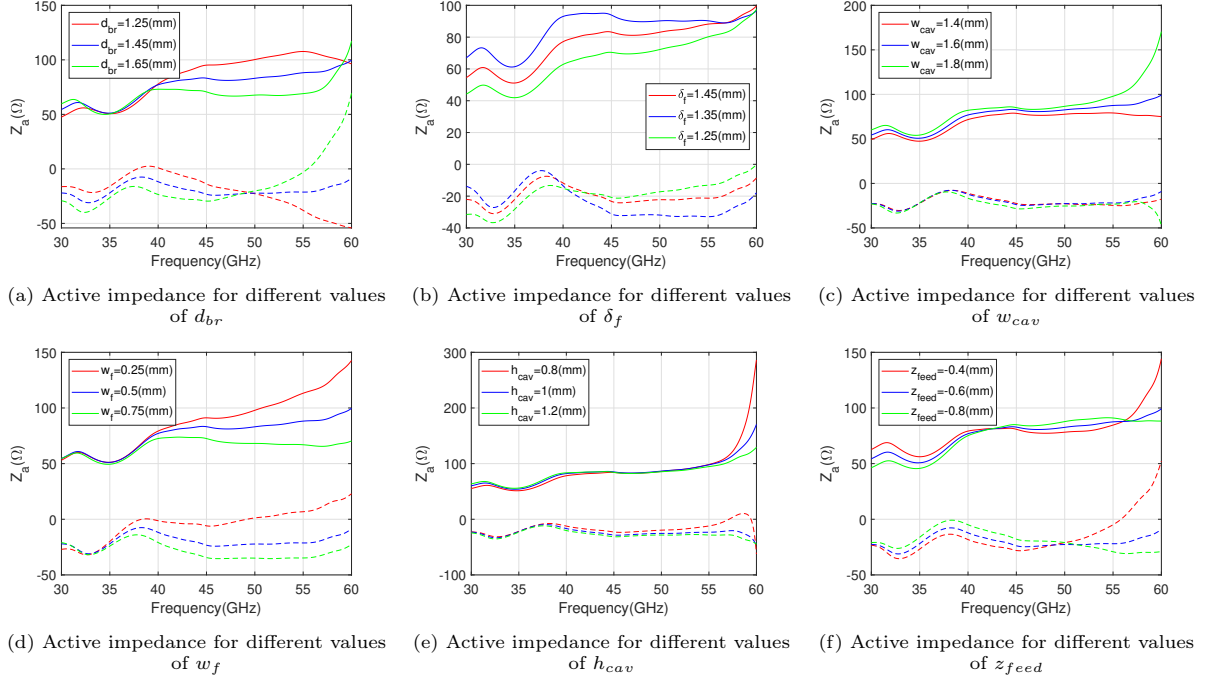 d_br=1.25(mm)
d_br=1.45(mm)
d_br=1.65(mm)
Z_a(Ω)
150
100
50
0
-50
30 35 40 45 50 55 60
Frequency(GHz)
(a) Active impedance for different values
of d_br
δ_f=1.45(mm)
δ_f=1.35(mm)
δ_f=1.25(mm)
Z_a(Ω)
100
80
60
40
20
0
-20
-40
30 35 40 45 50 55 60
Frequency(GHz)
(b) Active impedance for different values
of δ_f
w_cav=1.4(mm)
w_cav=1.6(mm)
w_cav=1.8(mm)
Z_a(Ω)
200
150
100
50
0
-50
30 35 40 45 50 55 60
Frequency(GHz)
(c) Active impedance for different values
of w_cav
w_f=0.25(mm)
w_f=0.5(mm)
w_f=0.75(mm)
Z_a(Ω)
150
100
50
0
-50
30 35 40 45 50 55 60
Frequency(GHz)
(d) Active impedance for different values
of w_f
h_cav=0.8(mm)
h_cav=1(mm)
h_cav=1.2(mm)
Z_a(Ω)
300
200
100
0
-100
30 35 40 45 50 55 60
Frequency(GHz)
(e) Active impedance for different values
of h_cav
z_feed=-0.4(mm)
z_feed=-0.6(mm)
z_feed=-0.8(mm)
Z_a(Ω)
150
100
50
0
-50
30 35 40 45 50 55 60
Frequency(GHz)
(f) Active impedance for different values
of z_feed